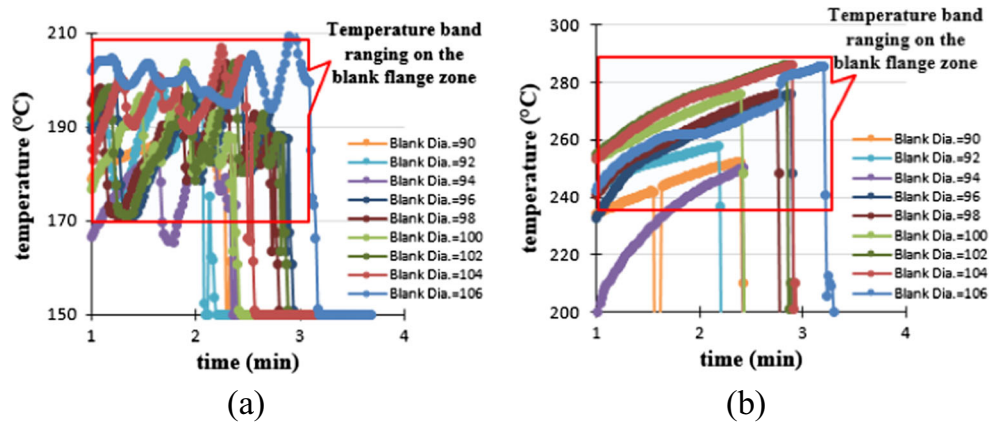 Temperature band
ranging on the
blank flange zone
210
190
170
150
temperature (°C)
1
2
3
4
time (min)
Blank Dia.=90
Blank Dia.=92
Blank Dia.=94
Blank Dia.=96
Blank Dia.=98
Blank Dia.=100
Blank Dia.=102
Blank Dia.=104
Blank Dia.=106
(a)
Temperature band
ranging on the
blank flange zone
300
280
260
240
220
200
temperature (°C)
1
2
3
4
time (min)
Blank Dia.=90
Blank Dia.=92
Blank Dia.=94
Blank Dia.=96
Blank Dia.=98
Blank Dia.=100
Blank Dia.=102
Blank Dia.=104
Blank Dia.=106
(b)